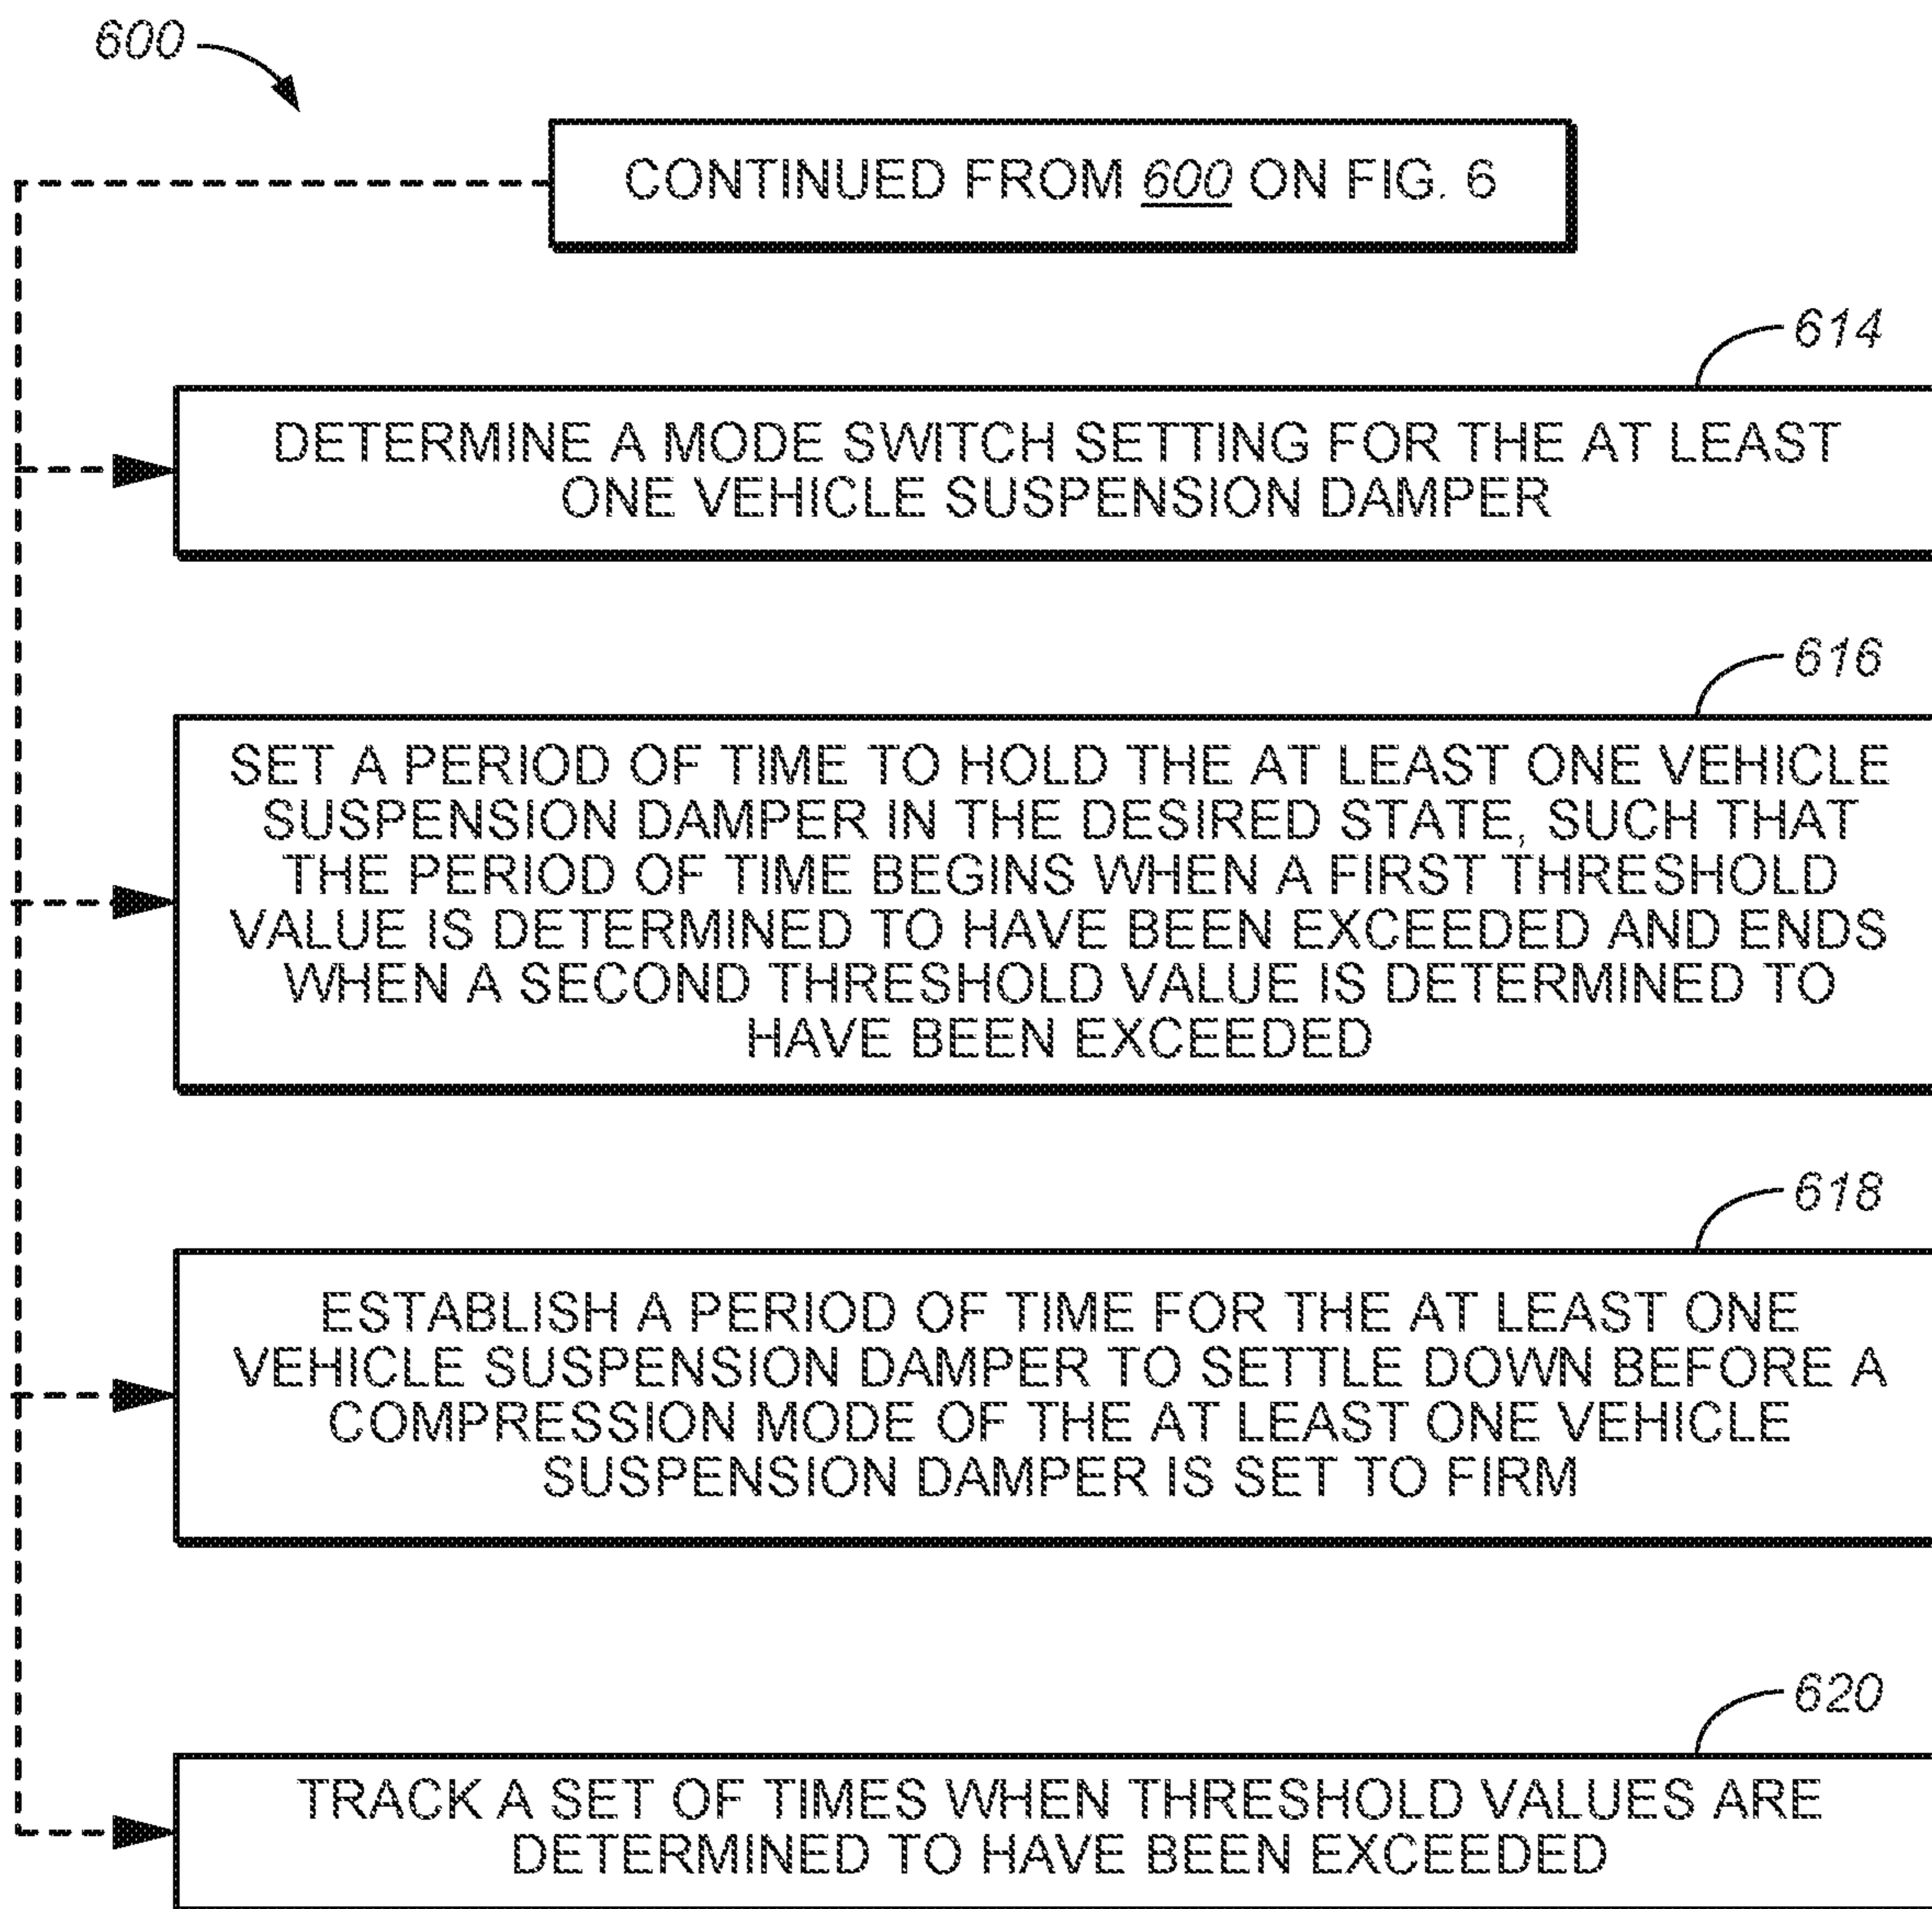 600
CONTINUED FROM 600 ON FIG. 6
614
DETERMINE A MODE SWITCH SETTING FOR THE AT LEAST
ONE VEHICLE SUSPENSION DAMPER
616
SET A PERIOD OF TIME TO HOLD THE AT LEAST ONE VEHICLE
SUSPENSION DAMPER IN THE DESIRED STATE, SUCH THAT
THE PERIOD OF TIME BEGINS WHEN A FIRST THRESHOLD
VALUE IS DETERMINED TO HAVE BEEN EXCEEDED AND ENDS
WHEN A SECOND THRESHOLD VALUE IS DETERMINED TO
HAVE BEEN EXCEEDED
618
ESTABLISH A PERIOD OF TIME FOR THE AT LEAST ONE
VEHICLE SUSPENSION DAMPER TO SETTLE DOWN BEFORE A
COMPRESSION MODE OF THE AT LEAST ONE VEHICLE
SUSPENSION DAMPER IS SET TO FIRM
620
TRACK A SET OF TIMES WHEN THRESHOLD VALUES ARE
DETERMINED TO HAVE BEEN EXCEEDED